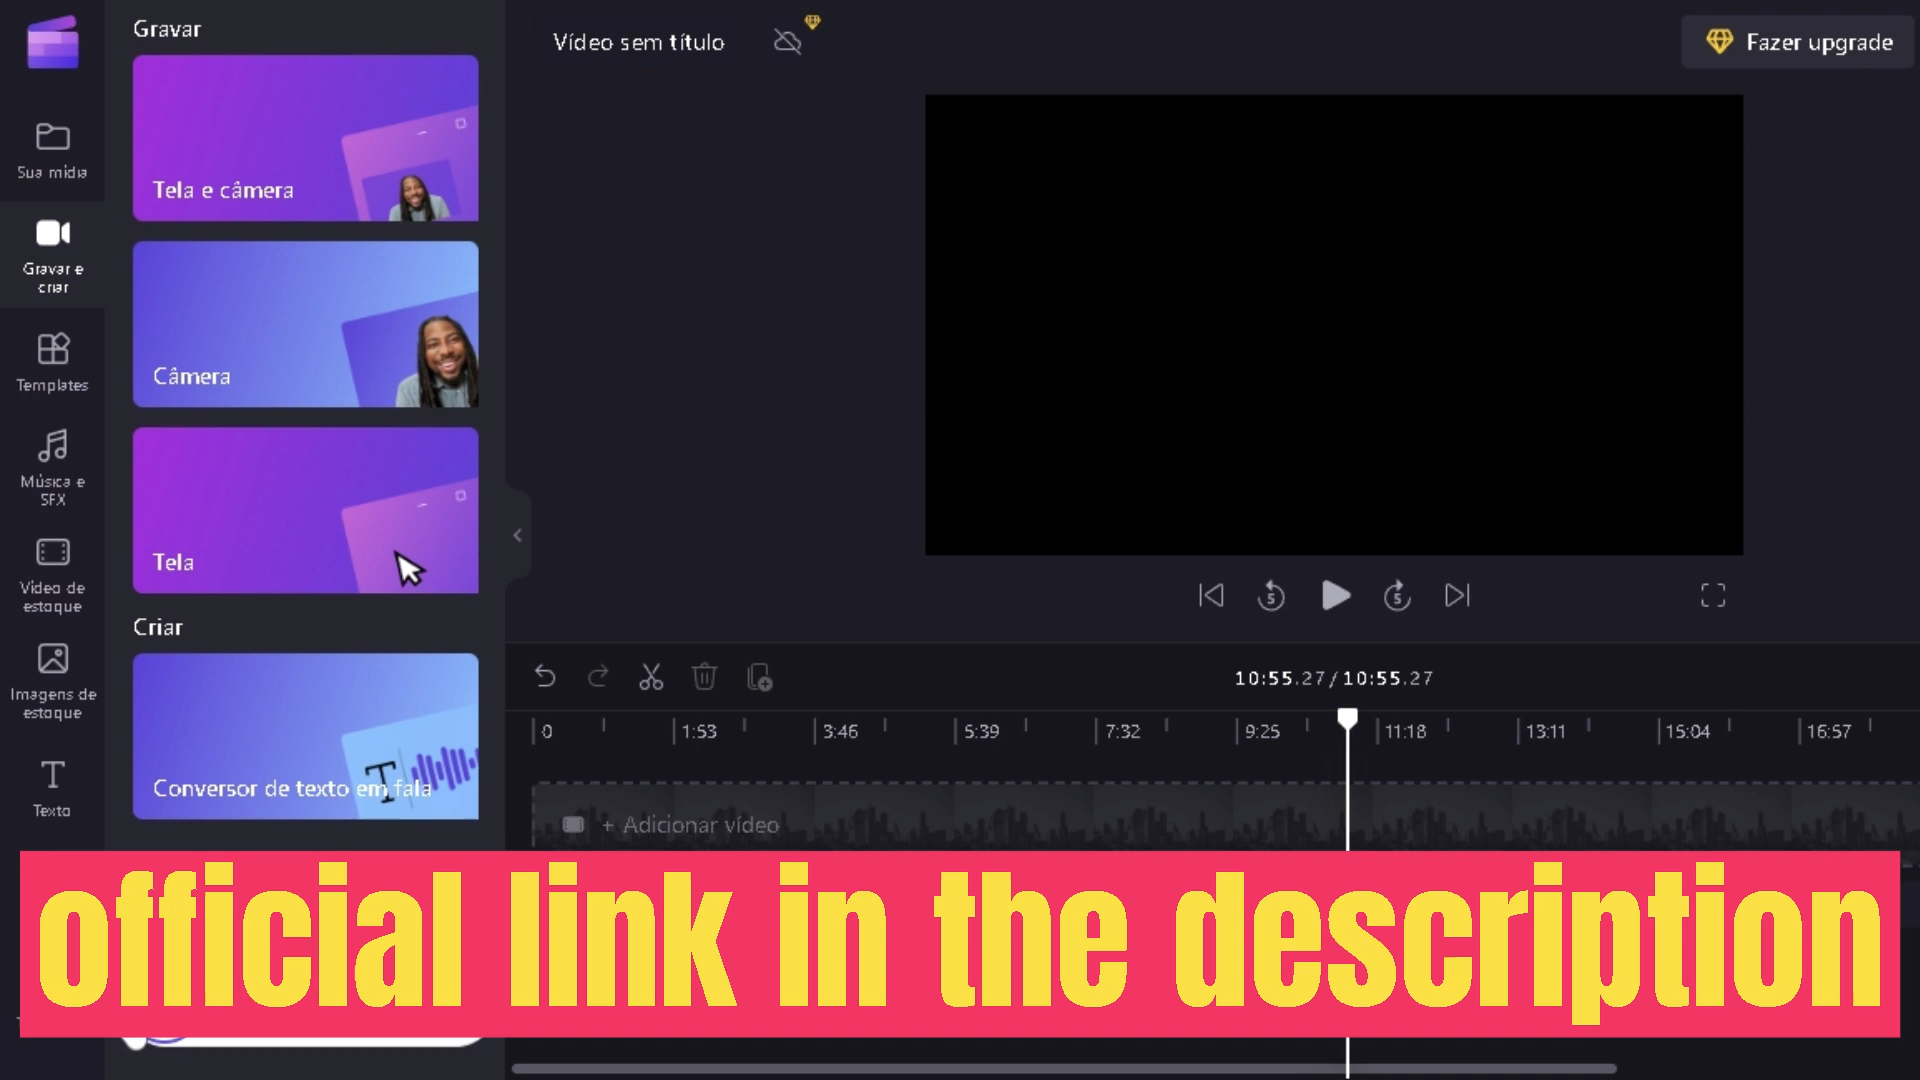 Gravar
Tela e câmera
Câmera
Tela
Criar
Conversor de texto em fala
Sua mídia
Gravar e
criar
Templates
Música e
SFX
Vídeo de
estoque
Imagens de
estoque
Texto
Vídeo sem título
Fazer upgrade
5
5
10:55.27 / 10:55.27
0 1:53 3:46 5:39 7:32 9:25 11:18 13:11 15:04 16:57
+ Adicionar vídeo
official link in the description